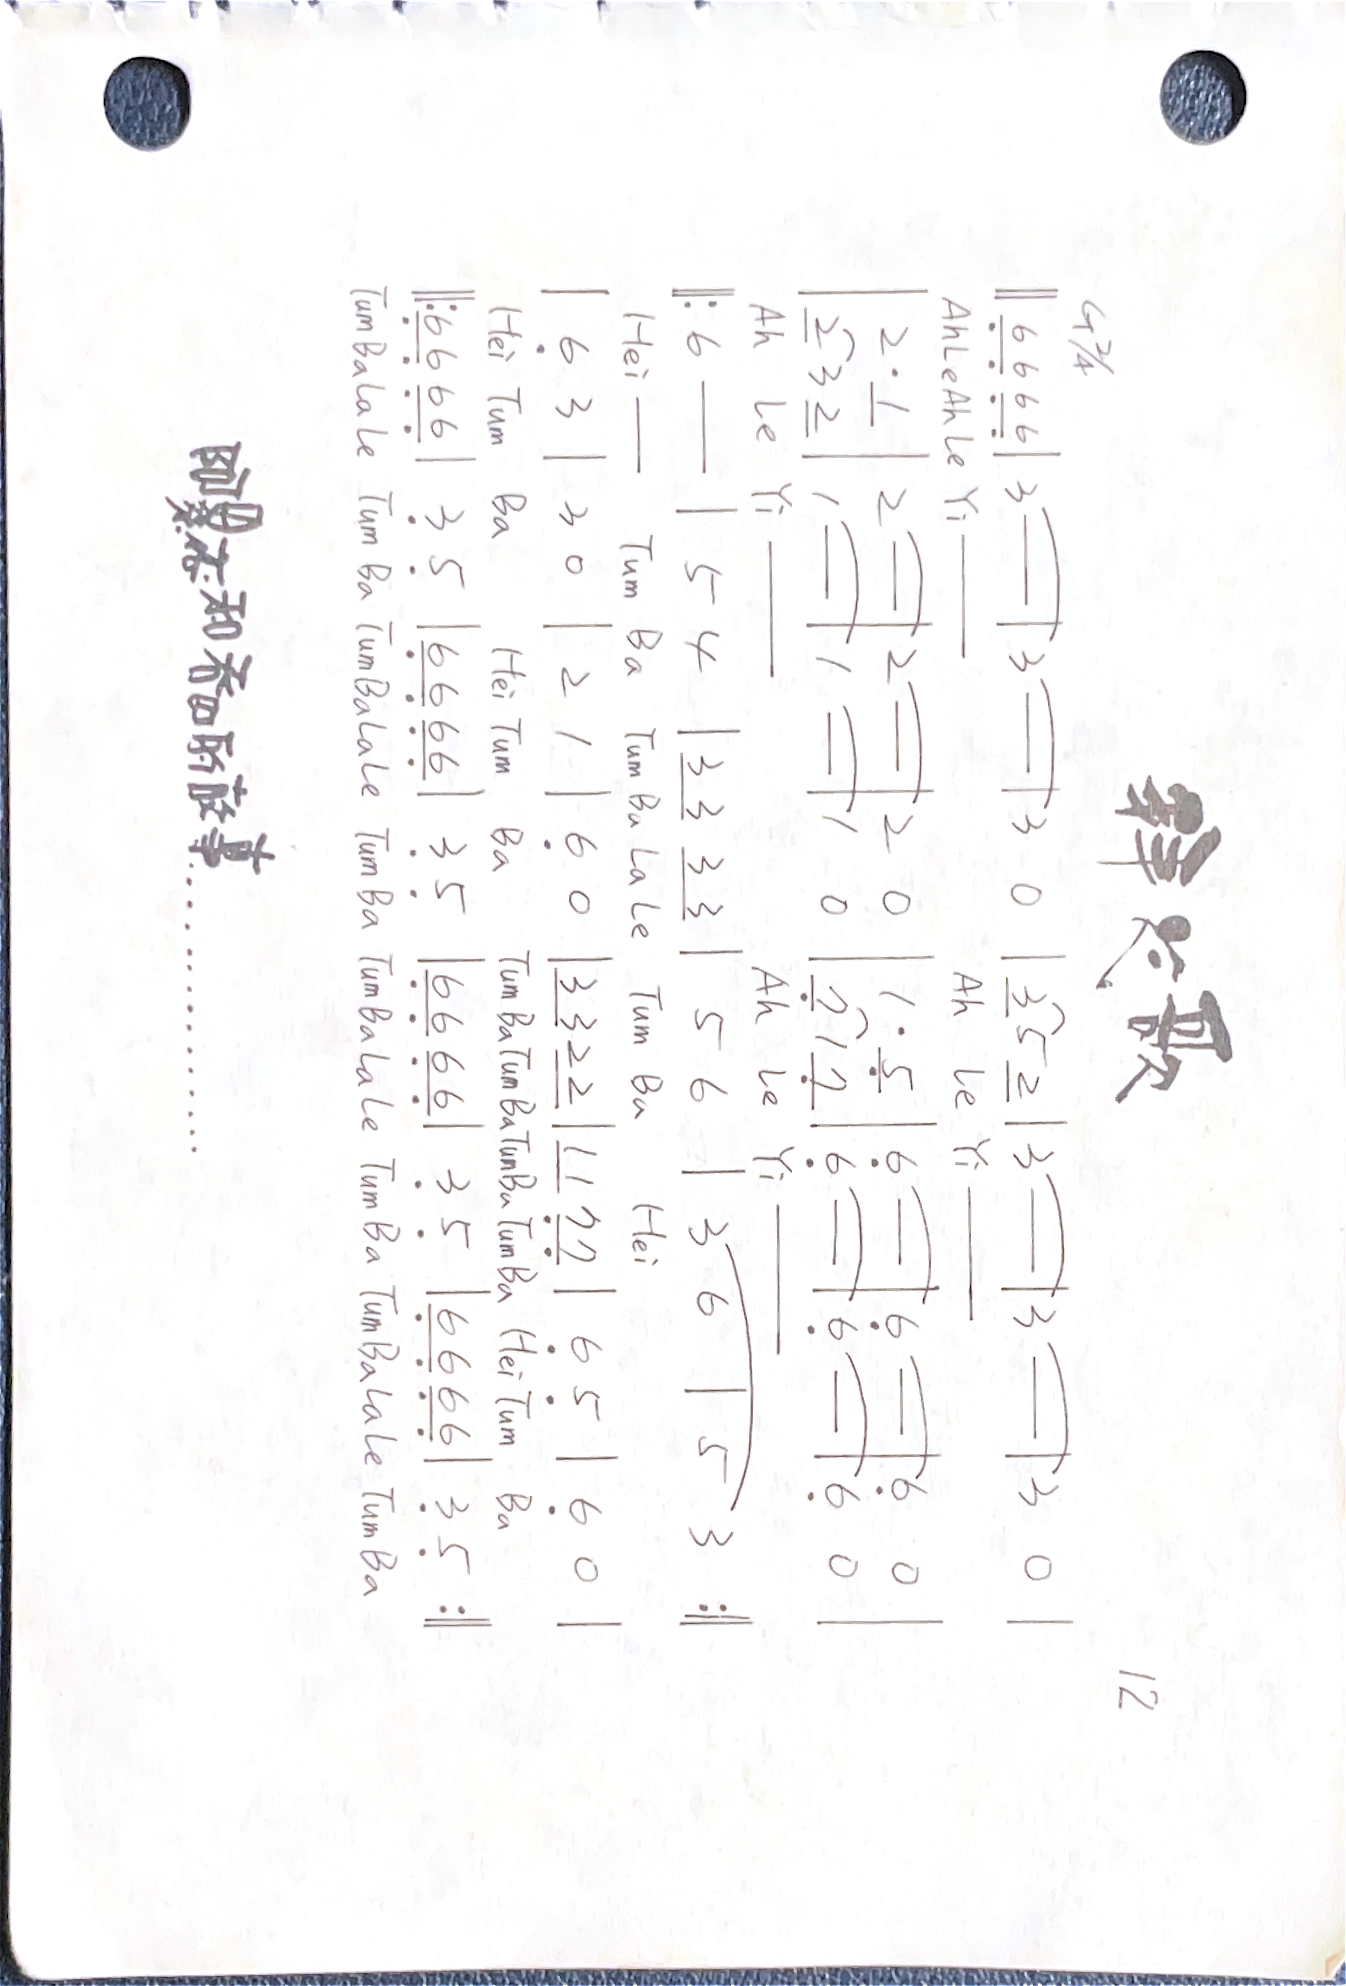 拜火歌
12
G 2/4
‖ 6̣ 6̣ 6̣ 6̣ | 3 — | 3 — | 3 0 | 3 5 2 | 3 — | 3 — | 3 0 |
Ah Le Ah Le Yi — Ah Le Yi —
| 2 · 1 | 2 — | 2 — | 2 0 | 1 · 5̣ | 6̣ — | 6̣ — | 6̣ 0 |
| 2 3 2 | 1 — | 1 — | 1 0 | 7̣ 1 7̣ | 6̣ — | 6̣ — | 6̣ 0 |
Ah Le Yi — Ah Le Yi —
‖: 6 — | 5 4 | 3 3 3 3 | 5 6 | 3 6 | 5 3 :‖
Hei — Tum Ba Tum Ba La Le Tum Ba Hei
| 6̣ 3 | 3 0 | 2 1 | 6̣ 0 | 3 3 2 2 | 1 1 7̣ 7̣ | 6̣ 5̣ | 6̣ 0 |
Hei Tum Ba Hei Tum Ba Tum Ba Tum Ba Tum Ba Tum Ba Hei Tum Ba
‖: 6̣ 6̣ 6̣ 6̣ | 3̣ 5̣ | 6̣ 6̣ 6̣ 6̣ | 3̣ 5̣ | 6̣ 6̣ 6̣ 6̣ | 3̣ 5̣ | 6̣ 6̣ 6̣ 6̣ | 3̣ 5̣ :‖
Tum Ba La Le Tum Ba Tum Ba La Le Tum Ba Tum Ba La Le Tum Ba Tum Ba La Le Tum Ba
阿 和 的故事...............